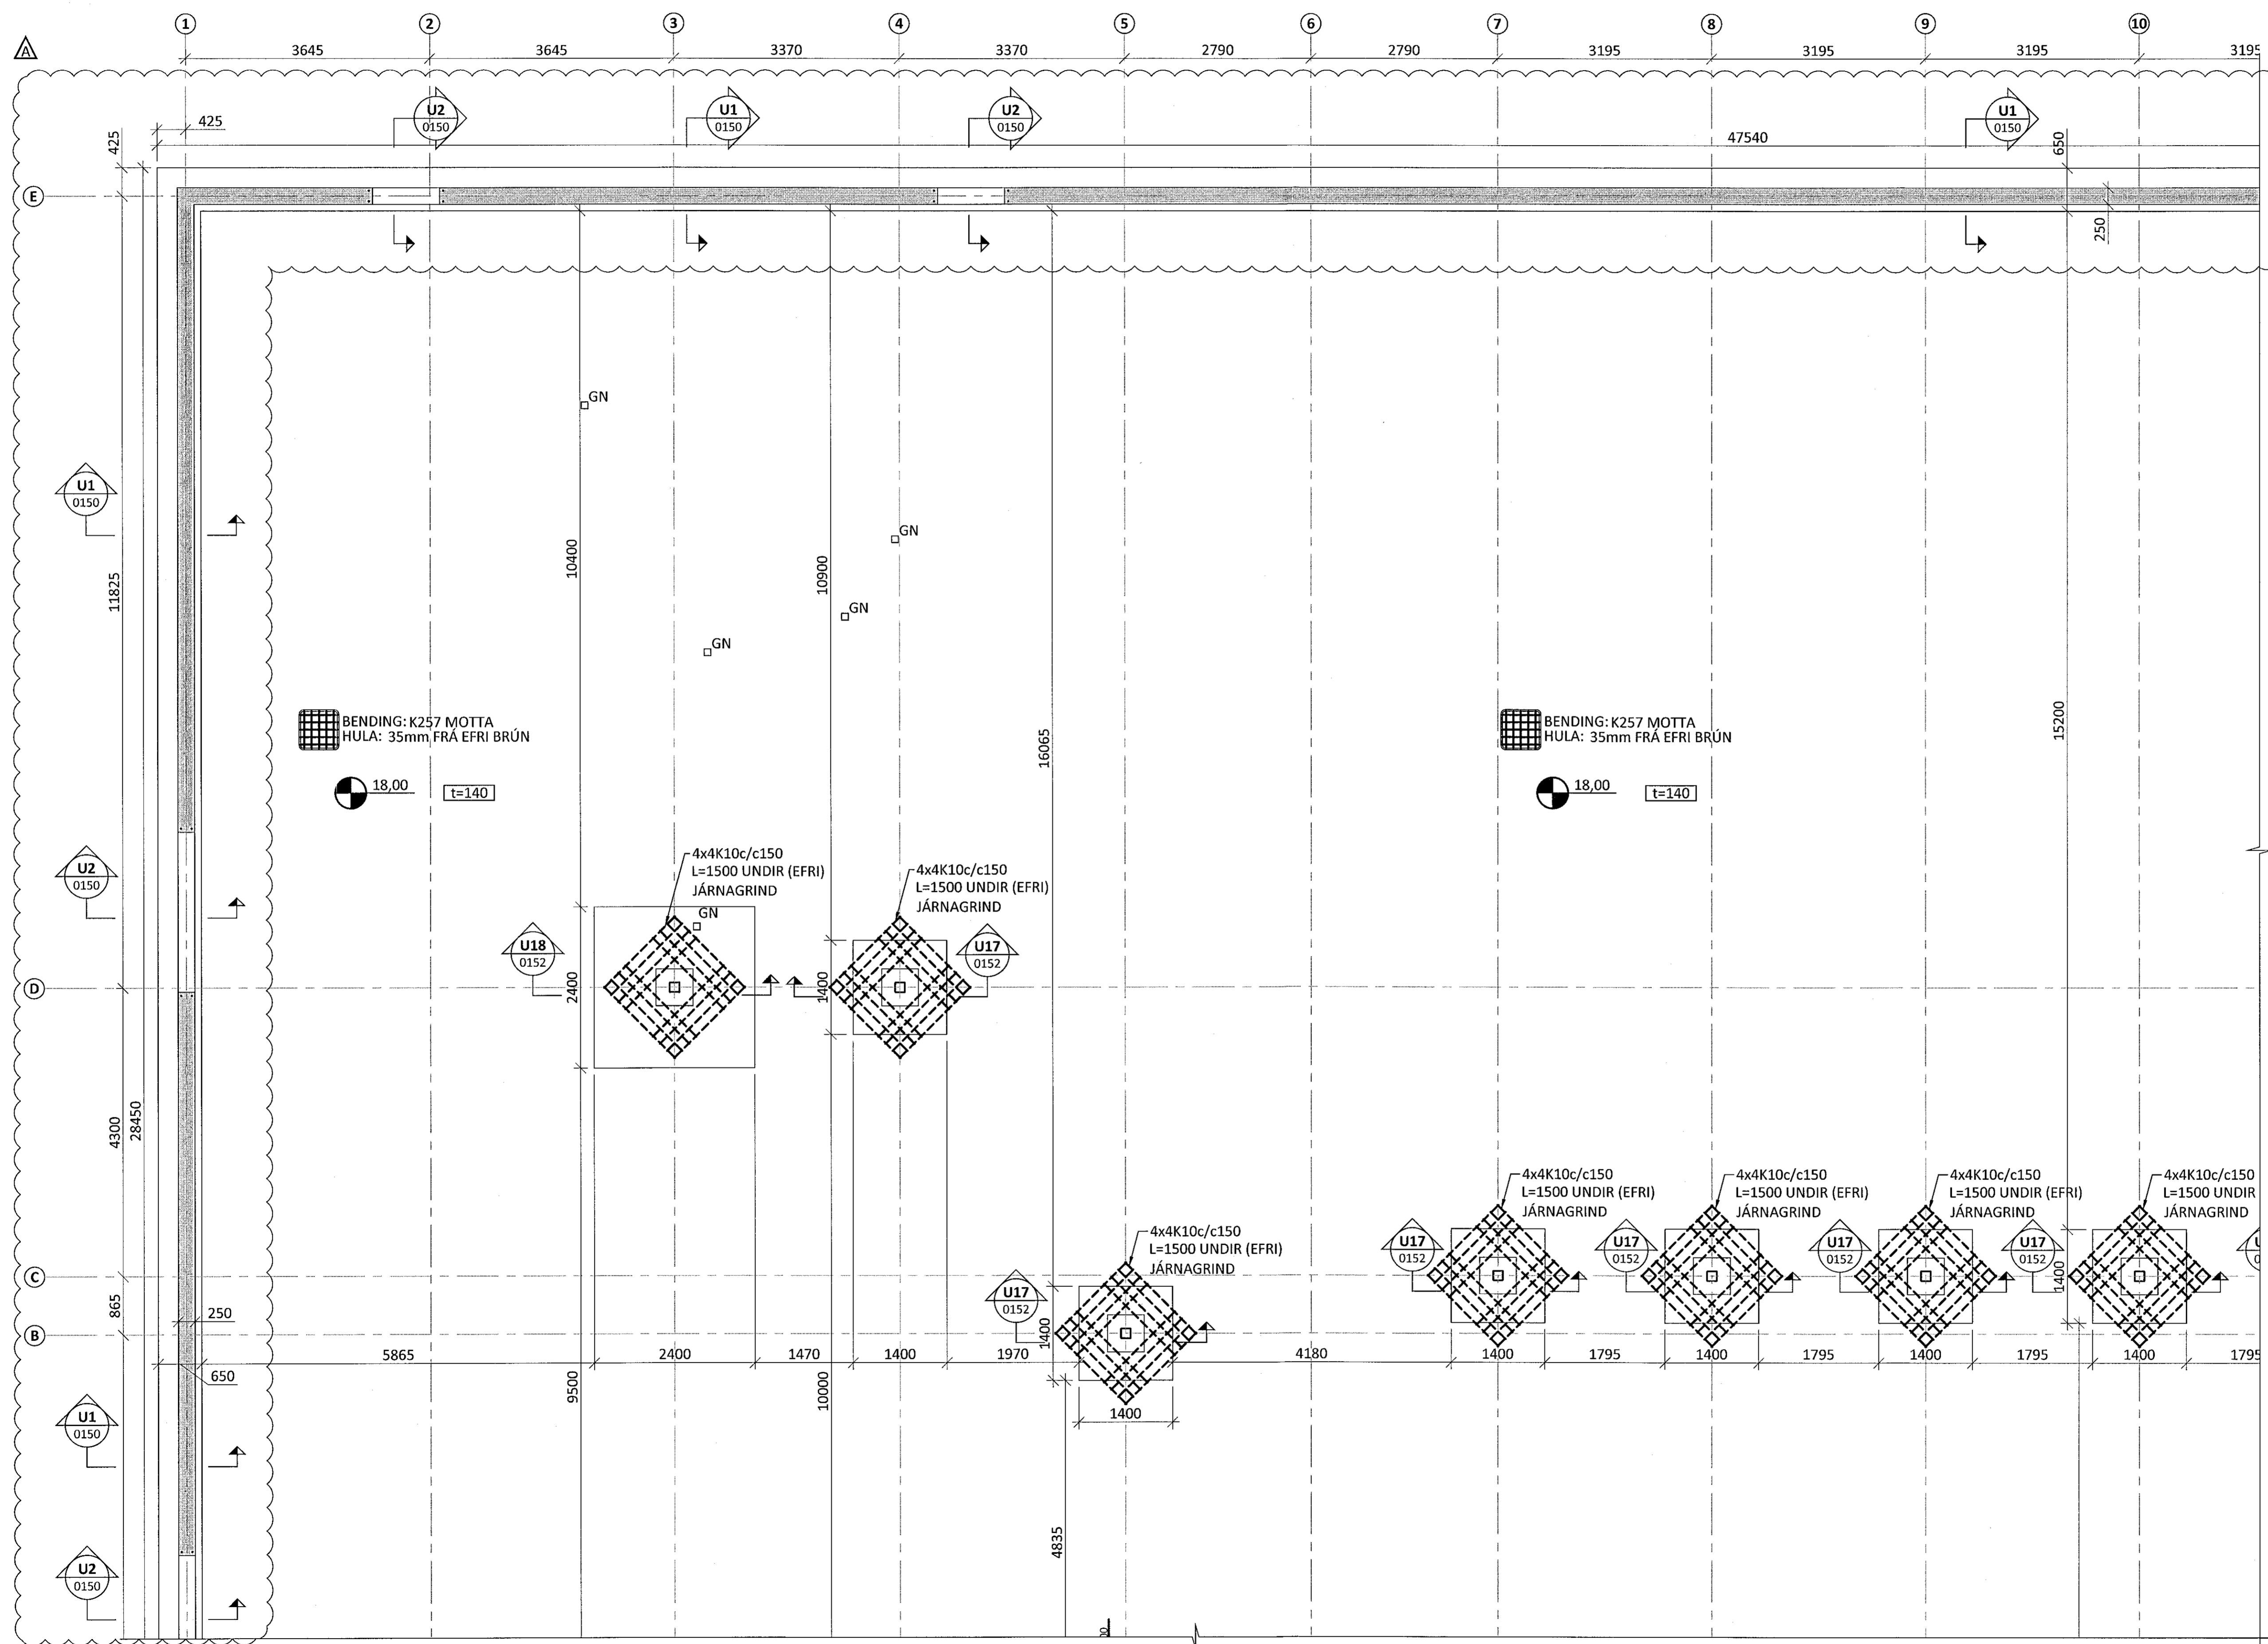 1 2 3 4 5 6 7 8 9 10
A
3645 3645 3370 3370 2790 2790 3195 3195 3195 3195
U2
0150
U1
0150
U2
0150
U1
0150
425
425
47540
650
E
250
GN
GN
GN
GN
U1
0150
11825
10400
10900
16065
15200
BENDING: K257 MOTTA
HULA: 35mm FRÁ EFRI BRÚN
18,00
t=140
BENDING: K257 MOTTA
HULA: 35mm FRÁ EFRI BRÚN
18,00
t=140
U2
0150
4x4K10c/c150
L=1500 UNDIR (EFRI)
JÁRNAGRIND
4x4K10c/c150
L=1500 UNDIR (EFRI)
JÁRNAGRIND
GN
U18
0152
U17
0152
2400
1400
D
4300
28450
4x4K10c/c150
L=1500 UNDIR (EFRI)
JÁRNAGRIND
4x4K10c/c150
L=1500 UNDIR (EFRI)
JÁRNAGRIND
4x4K10c/c150
L=1500 UNDIR (EFRI)
JÁRNAGRIND
4x4K10c/c150
L=1500 UNDIR
JÁRNAGRIND
4x4K10c/c150
L=1500 UNDIR (EFRI)
JÁRNAGRIND
U17
0152
U17
0152
U17
0152
U17
0152
U17
0152
C
865
250
B
1400
1400
5865 2400 1470 1400 1970 4180 1400 1795 1400 1795 1400 1795 1400 1795
650
9500
10000
1400
U1
0150
4835
U2
0150